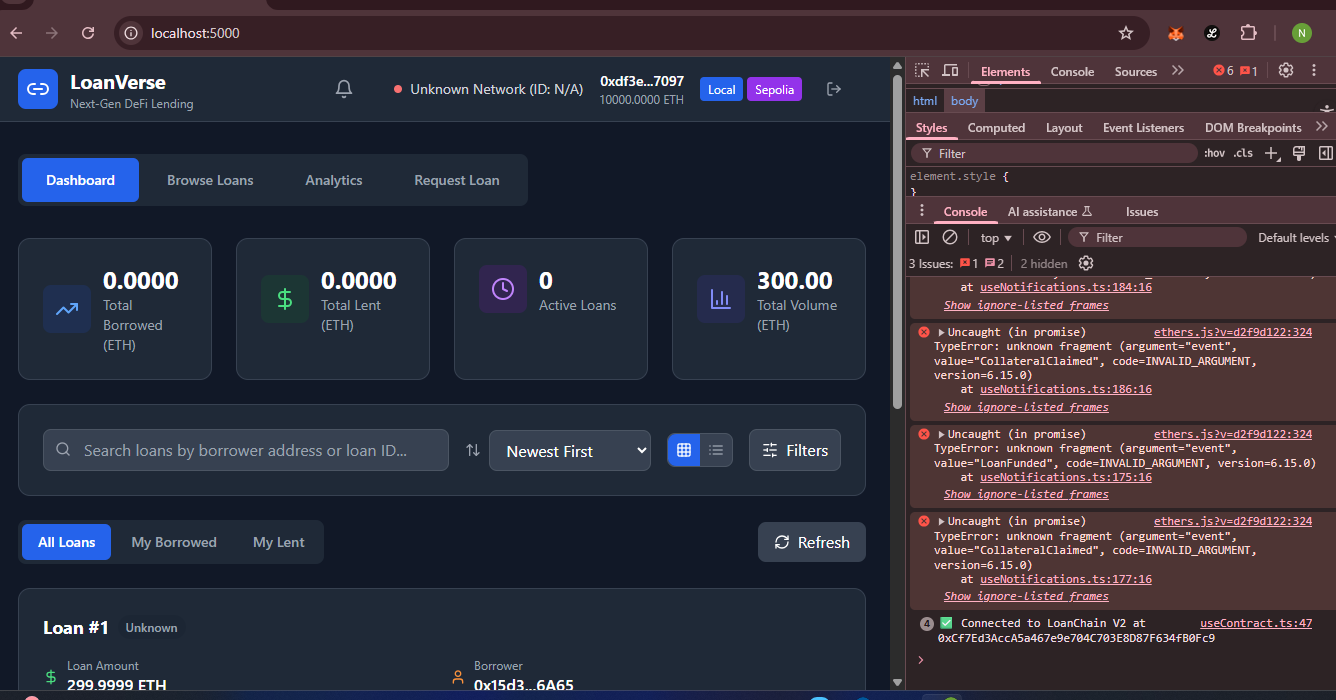 localhost:5000
N
LoanVerse
Next-Gen DeFi Lending
Unknown Network (ID: N/A)
0xdf3e...7097
10000.0000 ETH
Local
Sepolia
Dashboard
Browse Loans
Analytics
Request Loan
0.0000
Total
Borrowed
(ETH)
0.0000
Total Lent
(ETH)
0
Active Loans
300.00
Total Volume
(ETH)
Search loans by borrower address or loan ID...
Newest First
Filters
All Loans
My Borrowed
My Lent
Refresh
Loan #1
Unknown
Loan Amount
299.9999 ETH
Borrower
0x15d3...6A65
Elements
Console
Sources
6
1
html
body
Styles
Computed
Layout
Event Listeners
DOM Breakpoints
Filter
:hov
.cls
element.style {
}
Console
AI assistance
Issues
top
Filter
Default levels
3 Issues:
1
2
2 hidden
at useNotifications.ts:184:16
Show ignore-listed frames
Uncaught (in promise) ethers.js?v=d2f9d122:324
TypeError: unknown fragment (argument="event",
value="CollateralClaimed", code=INVALID_ARGUMENT,
version=6.15.0)
at useNotifications.ts:186:16
Show ignore-listed frames
Uncaught (in promise) ethers.js?v=d2f9d122:324
TypeError: unknown fragment (argument="event",
value="LoanFunded", code=INVALID_ARGUMENT, version=6.15.0)
at useNotifications.ts:175:16
Show ignore-listed frames
Uncaught (in promise) ethers.js?v=d2f9d122:324
TypeError: unknown fragment (argument="event",
value="CollateralClaimed", code=INVALID_ARGUMENT,
version=6.15.0)
at useNotifications.ts:177:16
Show ignore-listed frames
4 ✅ Connected to LoanChain V2 at useContract.ts:47
0xCf7Ed3AccA5a467e9e704C703E8D87F634fB0Fc9